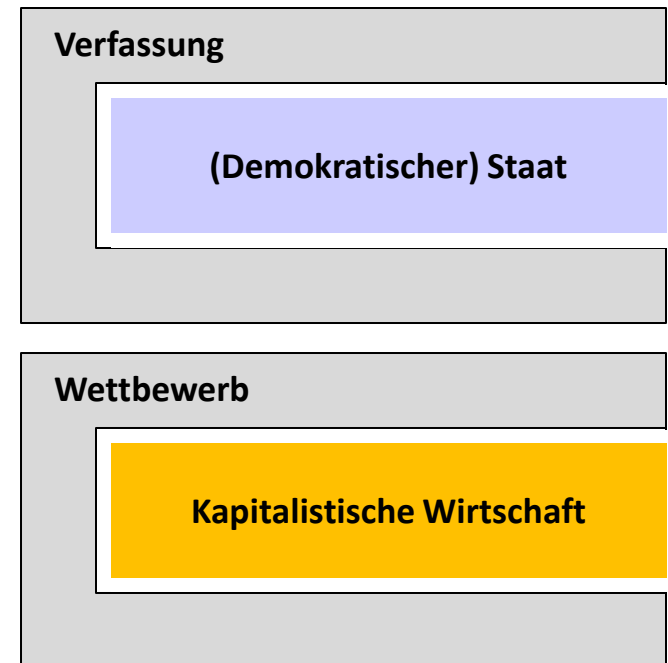 Verfassung
(Demokratischer) Staat
Wettbewerb
Kapitalistische Wirtschaft